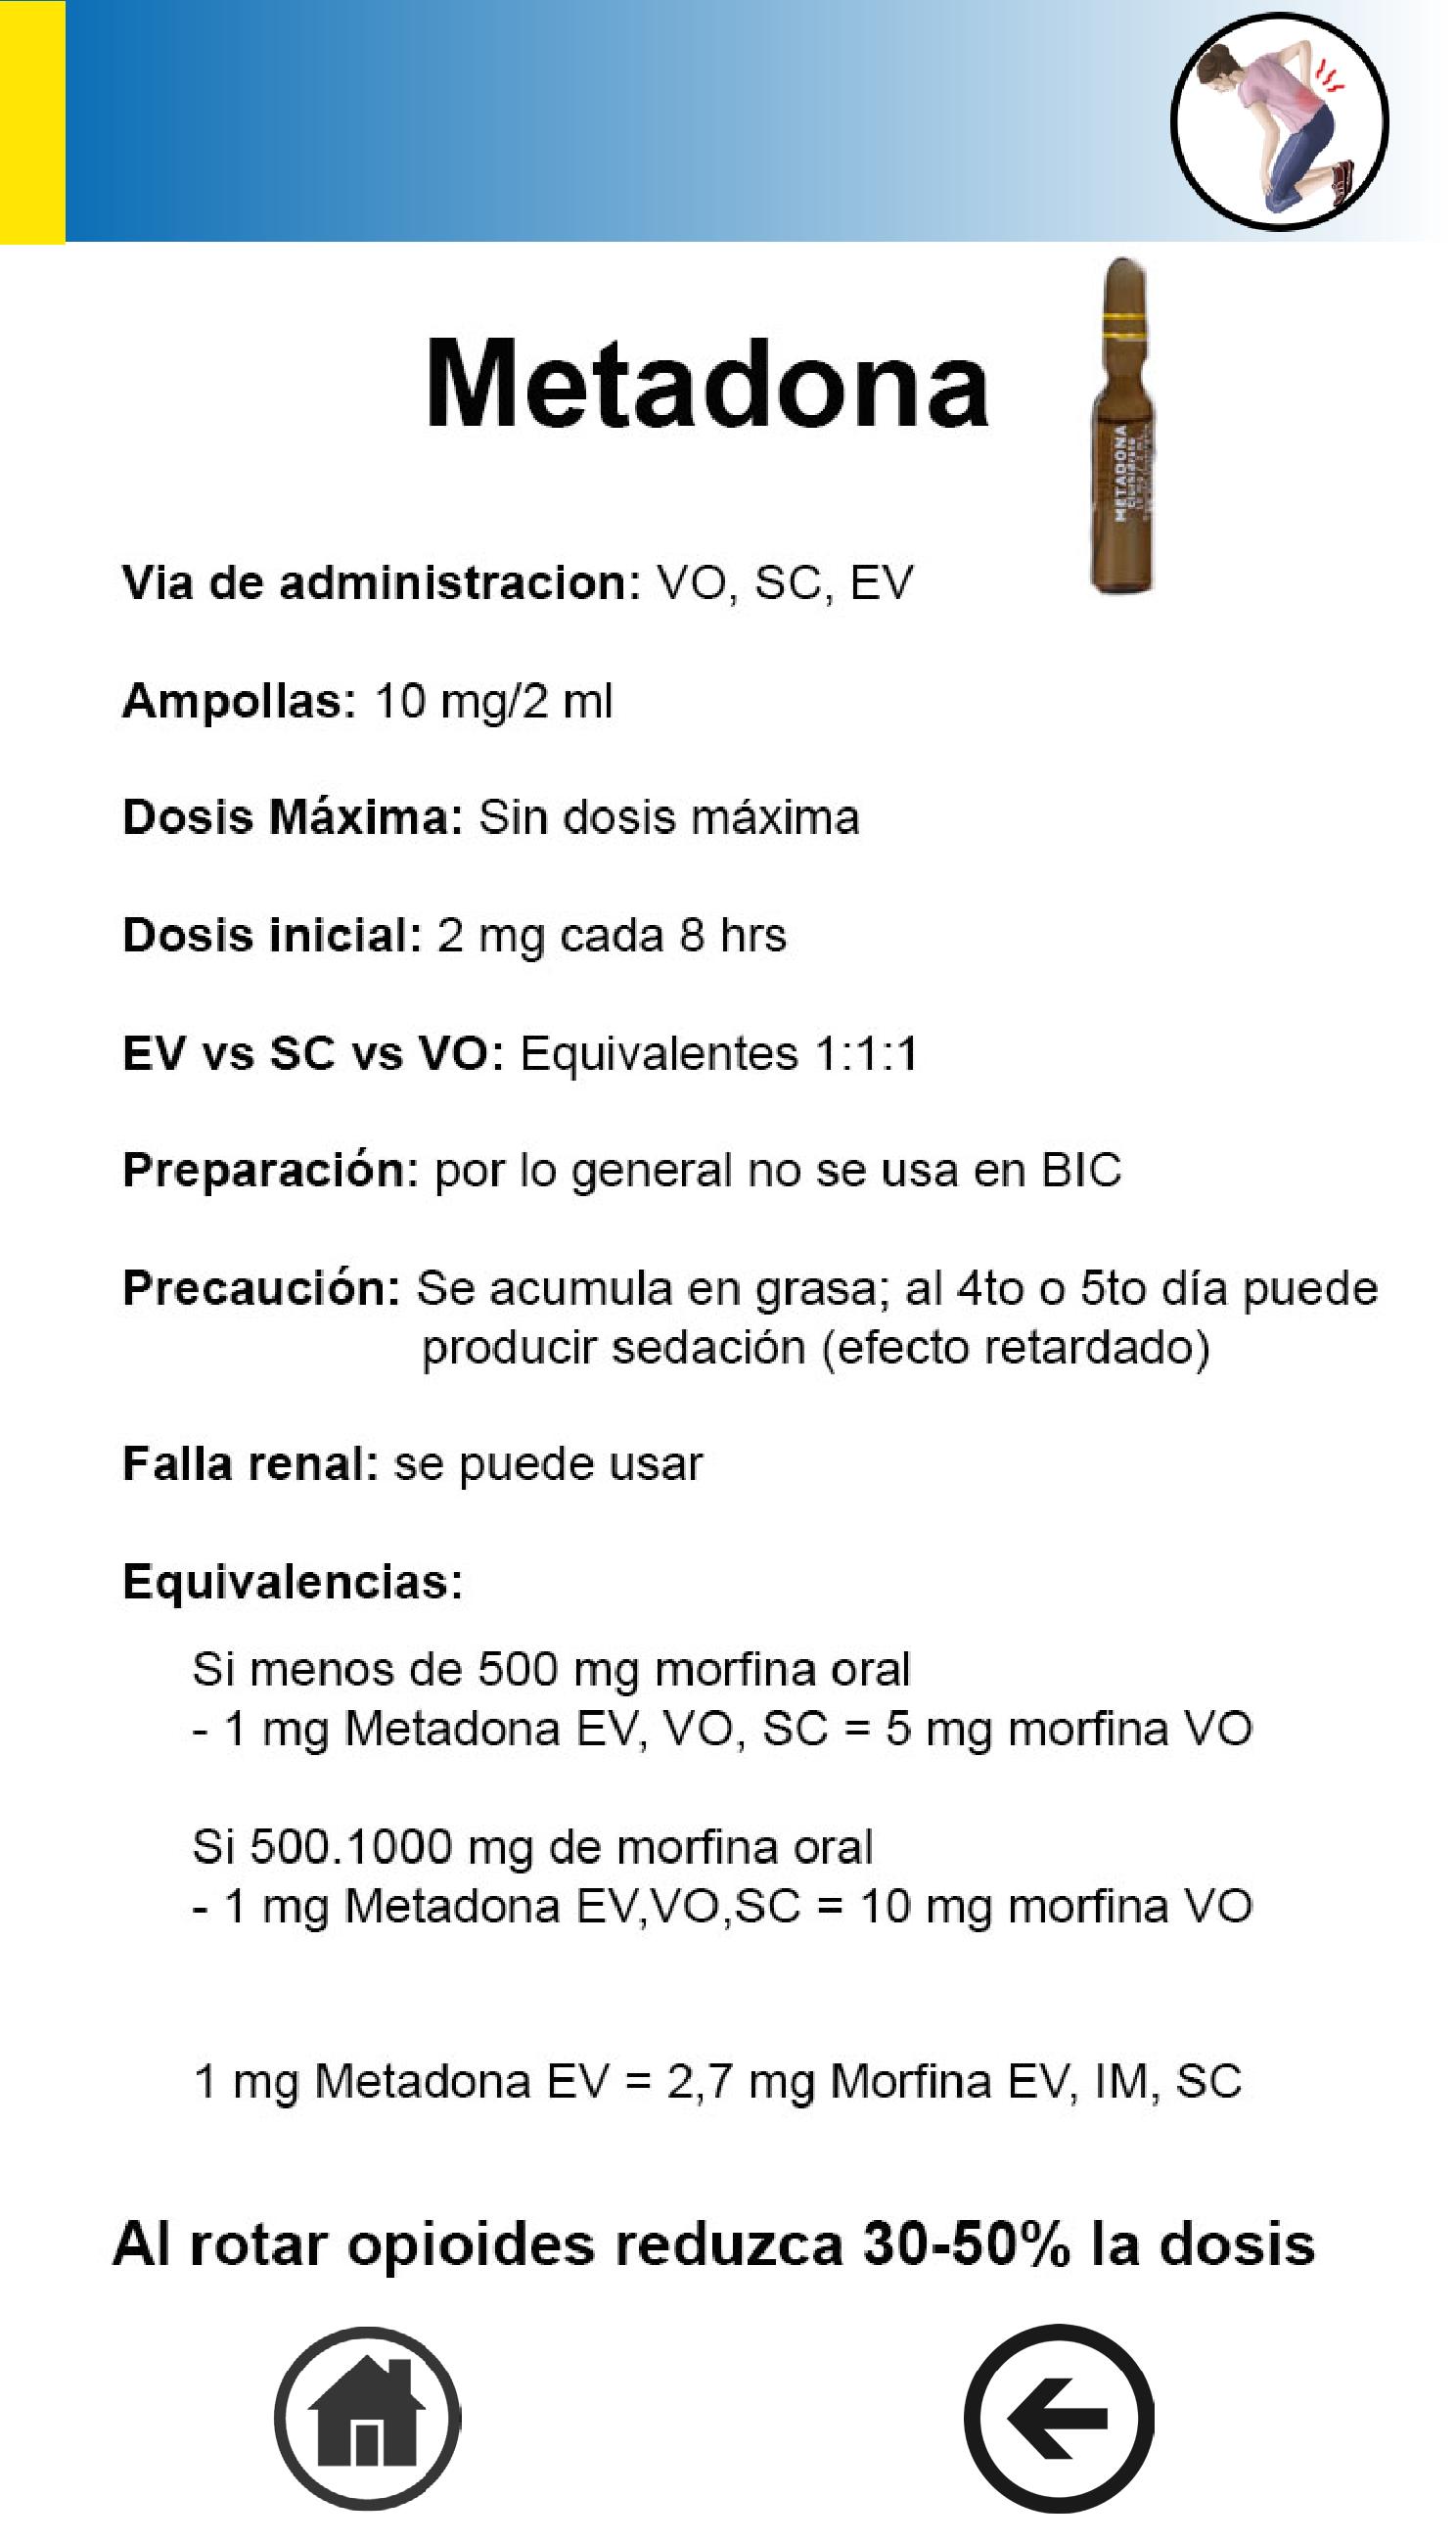 Metadona
METADONA
Via de administracion: VO, SC, EV
Ampollas: 10 mg/2 ml
Dosis Máxima: Sin dosis máxima
Dosis inicial: 2 mg cada 8 hrs
EV vs SC vs VO: Equivalentes 1:1:1
Preparación: por lo general no se usa en BIC
Precaución: Se acumula en grasa; al 4to o 5to día puede
producir sedación (efecto retardado)
Falla renal: se puede usar
Equivalencias:
Si menos de 500 mg morfina oral
- 1 mg Metadona EV, VO, SC = 5 mg morfina VO
Si 500.1000 mg de morfina oral
- 1 mg Metadona EV,VO,SC = 10 mg morfina VO
1 mg Metadona EV = 2,7 mg Morfina EV, IM, SC
Al rotar opioides reduzca 30-50% la dosis